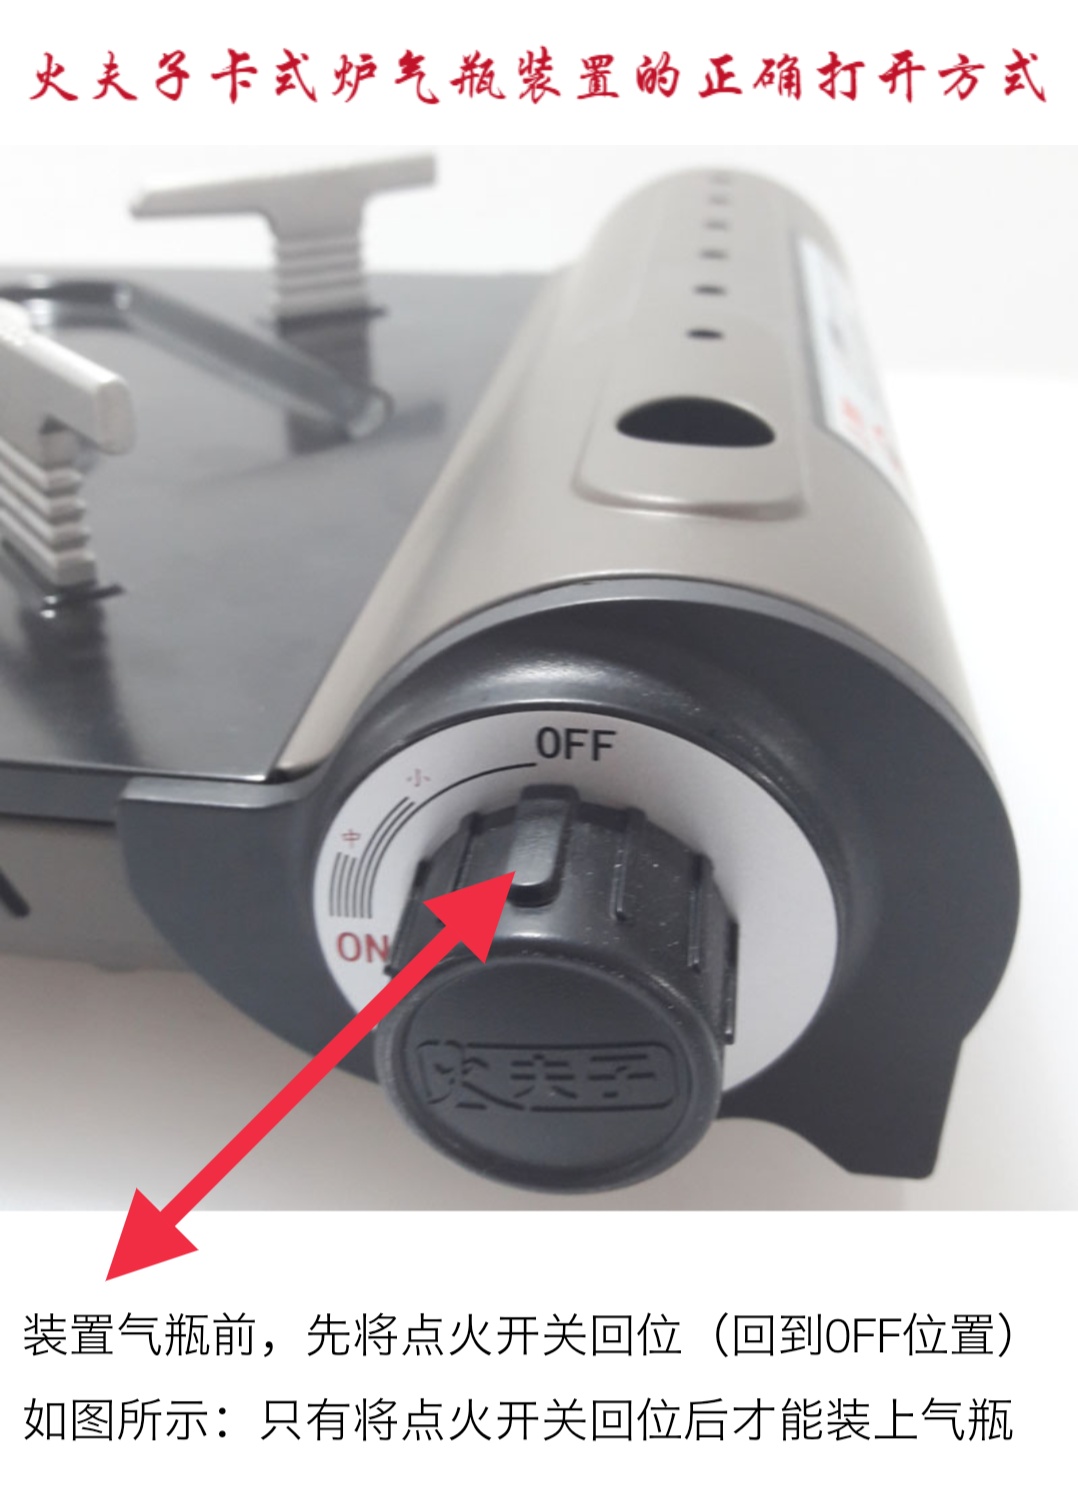 火夫子卡式炉气瓶装置的正确打开方式
OFF
小
中
ON
火夫子
装置气瓶前，先将点火开关回位（回到OFF位置）
如图所示：只有将点火开关回位后才能装上气瓶